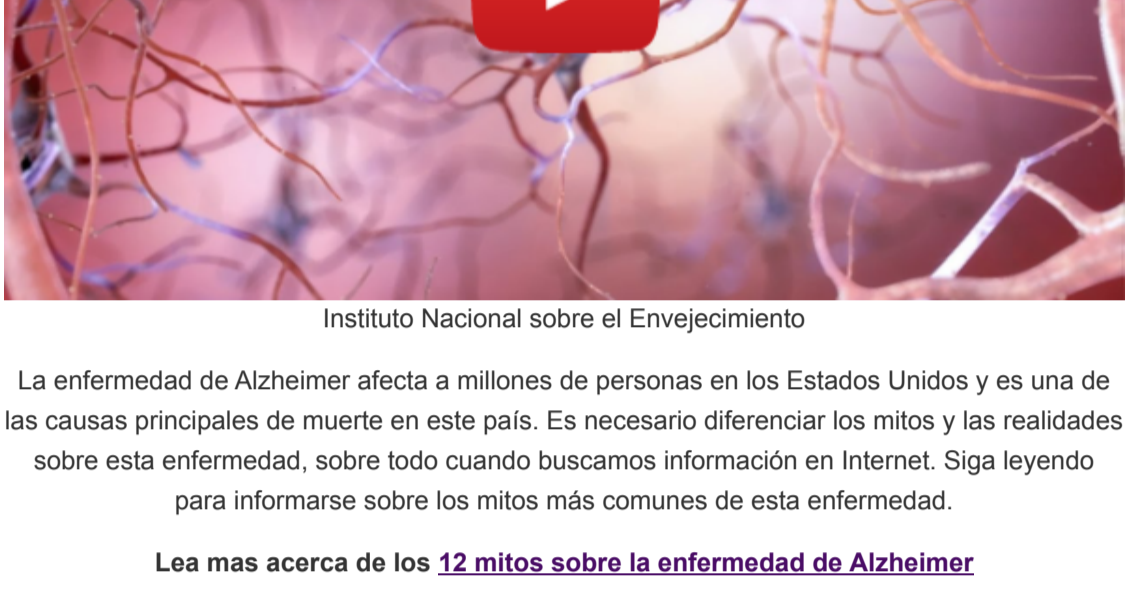 Instituto Nacional sobre el Envejecimiento
La enfermedad de Alzheimer afecta a millones de personas en los Estados Unidos y es una de
las causas principales de muerte en este país. Es necesario diferenciar los mitos y las realidades
sobre esta enfermedad, sobre todo cuando buscamos información en Internet. Siga leyendo
para informarse sobre los mitos más comunes de esta enfermedad.
Lea mas acerca de los 12 mitos sobre la enfermedad de Alzheimer